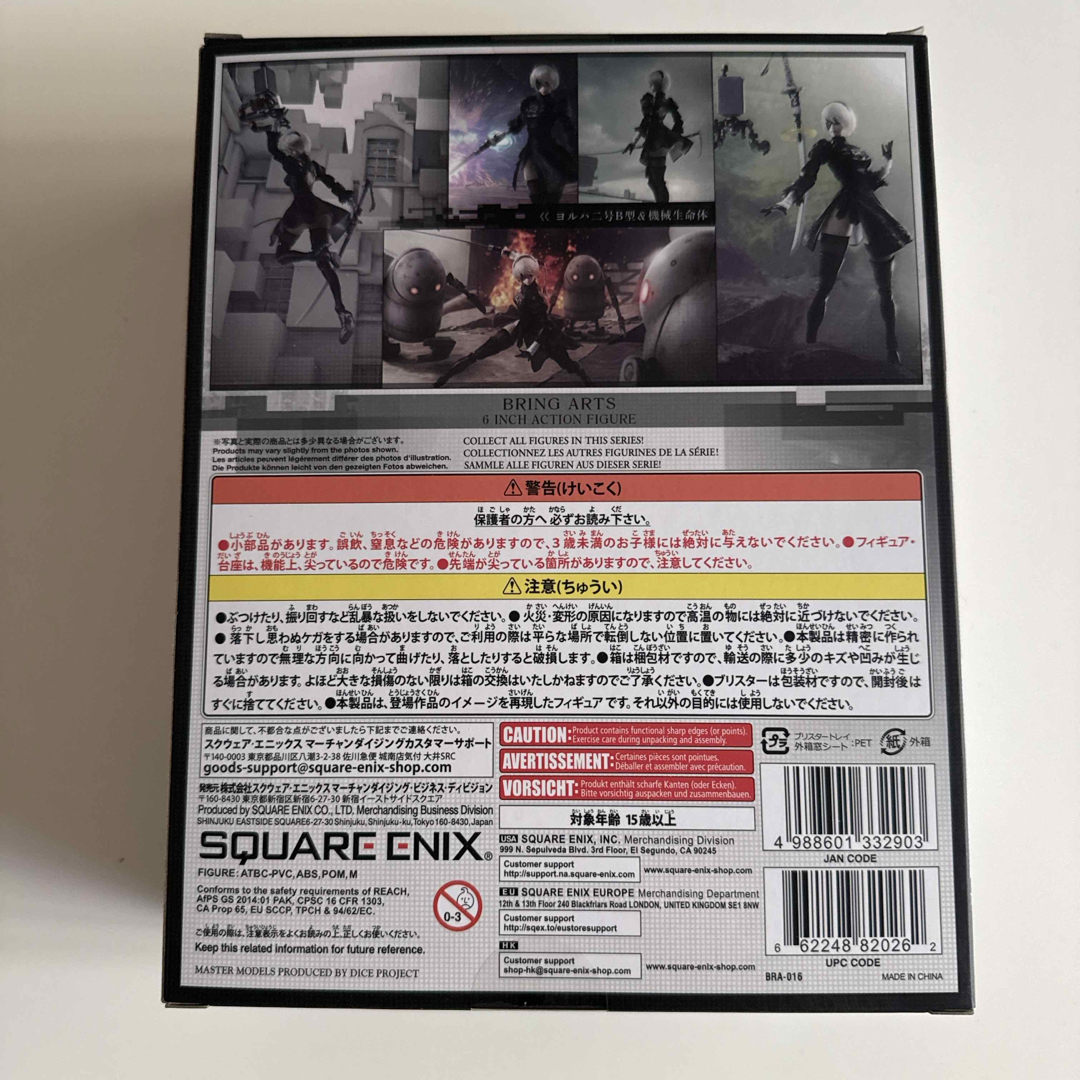 << ヨルハ二号B型&機械生命体
BRING ARTS
6 INCH ACTION FIGURE
※写真と実際の商品とは多少異なる場合がございます。
Products may vary slightly from the photos shown.
Les articles peuvent légèrement différer des photos d'illustration.
Die Produkte können leicht von den gezeigten Fotos abweichen.
COLLECT ALL FIGURES IN THIS SERIES!
COLLECTIONNEZ LES AUTRES FIGURINES DE LA SÉRIE!
SAMMLE ALLE FIGUREN AUS DIESER SERIE!
⚠警告(けいこく)
保護者の方へ 必ずお読み下さい。
●小部品があります。誤飲、窒息などの危険がありますので、3歳未満のお子様には絶対に与えないでください。●フィギュア・
台座は、機能上、尖っているので危険です。●先端が尖っている箇所がありますので、注意してください。
⚠注意(ちゅうい)
●ぶつけたり、振り回すなど乱暴な扱いをしないでください。●火災・変形の原因になりますので高温の物には絶対に近づけないでください。
●落下し思わぬケガをする場合がありますので、ご利用の際は平らな場所で転倒しない位置に置いてください。●本製品は精密に作られ
ていますので無理な方向に向かって曲げたり、落としたりすると破損します。●箱は梱包材ですので、輸送の際に多少のキズや凹みが生じ
る場合があります。よほど大きな損傷のない限りは箱の交換はいたしかねますのでご了承ください。●ブリスターは包装材ですので、開封後は
すぐに捨ててください。●本製品は、登場作品のイメージを再現したフィギュアです。それ以外の目的には使用しないでください。
商品に関して、不都合な点がございましたら下記までご連絡ください。
スクウェア・エニックス マーチャンダイジングカスタマーサポート
〒140-0003 東京都品川区八潮3-2-38 佐川急便 城南店気付 大井SRC
goods-support@square-enix-shop.com
発売元 株式会社スクウェア・エニックス マーチャンダイジング・ビジネス・ディビジョン
〒160-8430 東京都新宿区新宿6-27-30 新宿イーストサイドスクエア
Produced by SQUARE ENIX CO., LTD. Merchandising Business Division
SHINJUKU EASTSIDE SQUARE6-27-30 Shinjuku, Shinjuku-ku, Tokyo 160-8430, Japan
SQUARE ENIX®
FIGURE: ATBC-PVC, ABS, POM, M
Conforms to the safety requirements of REACH,
AfPS GS 2014:01 PAK, CPSC 16 CFR 1303,
CA Prop 65, EU SCCP, TPCH & 94/62/EC.
0-3
ご使用の際は、注意表示をよくお読みの上、正しくお使いください。
Keep this related information for future reference.
MASTER MODELS PRODUCED BY DICE PROJECT
CAUTION: Product contains functional sharp edges (or points).
Exercise care during unpacking and assembly.
AVERTISSEMENT: Certaines pièces sont pointues.
Déballer et assembler avec précaution.
VORSICHT: Produkt enthält scharfe Kanten (oder Ecken).
Bitte vorsichtig auspacken und zusammenbauen.
対象年齢 15歳以上
USA SQUARE ENIX, INC. Merchandising Division
999 N. Sepulveda Blvd. 3rd Floor, El Segundo, CA 90245
Customer support
http://support.na.square-enix.com
www.square-enix-shop.com
EU SQUARE ENIX EUROPE Merchandising Department
12th & 13th Floor 240 Blackfriars Road LONDON, UNITED KINGDOM SE1 8NW
Customer support
http://sqex.to/eustoresupport
HK
Customer support
shop-hk@square-enix-shop.com
www.square-enix-shop.com
プラ
ブリスタートレイ
外箱窓シート:PET
紙
外箱
4 988601 332903
JAN CODE
6 62248 82026 2
UPC CODE
BRA-016
MADE IN CHINA